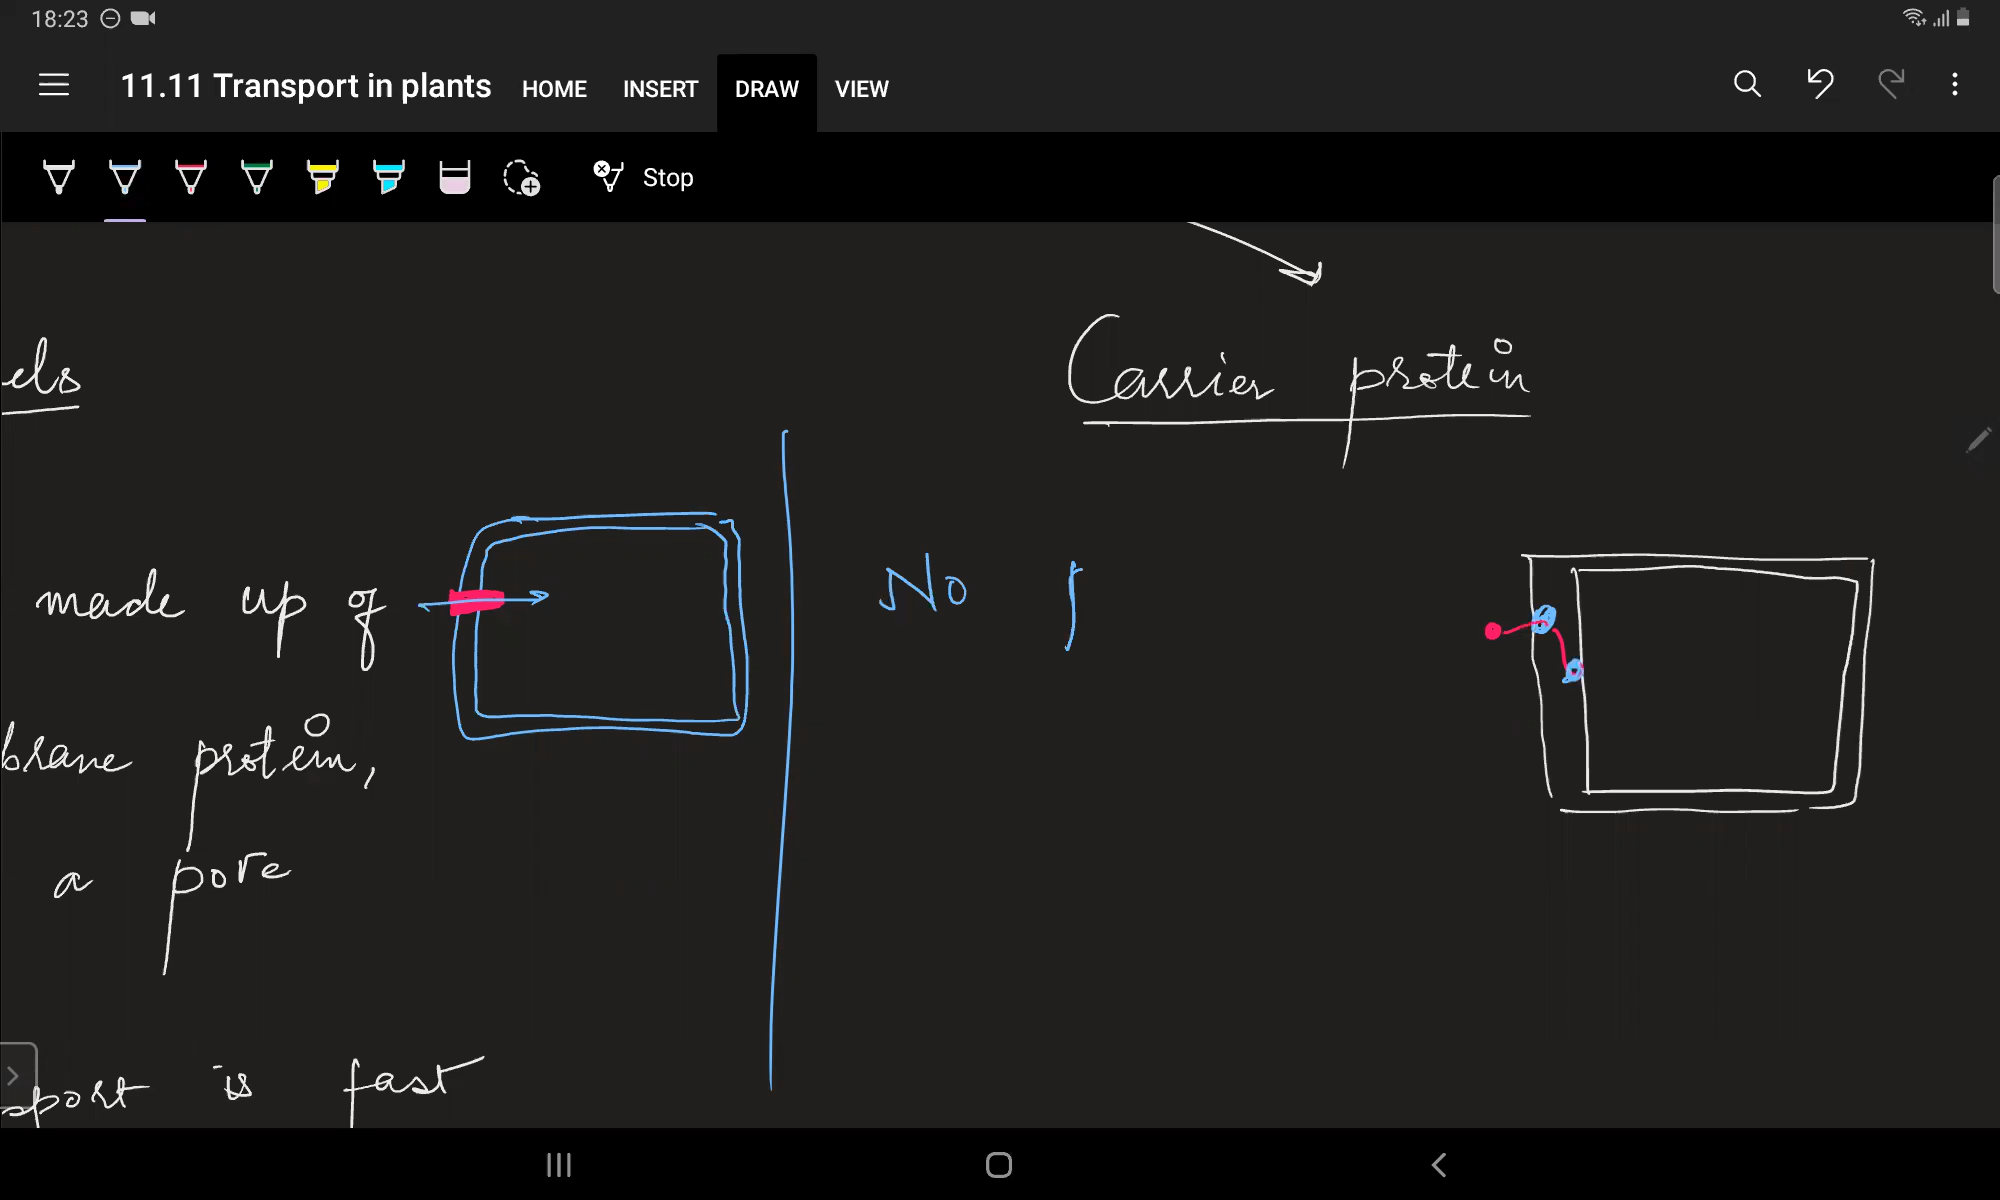 18:23
11.11 Transport in plants HOME INSERT DRAW VIEW
Stop
els
Carrier protein
made up of
No
brane protein,
a pore
sport is fast